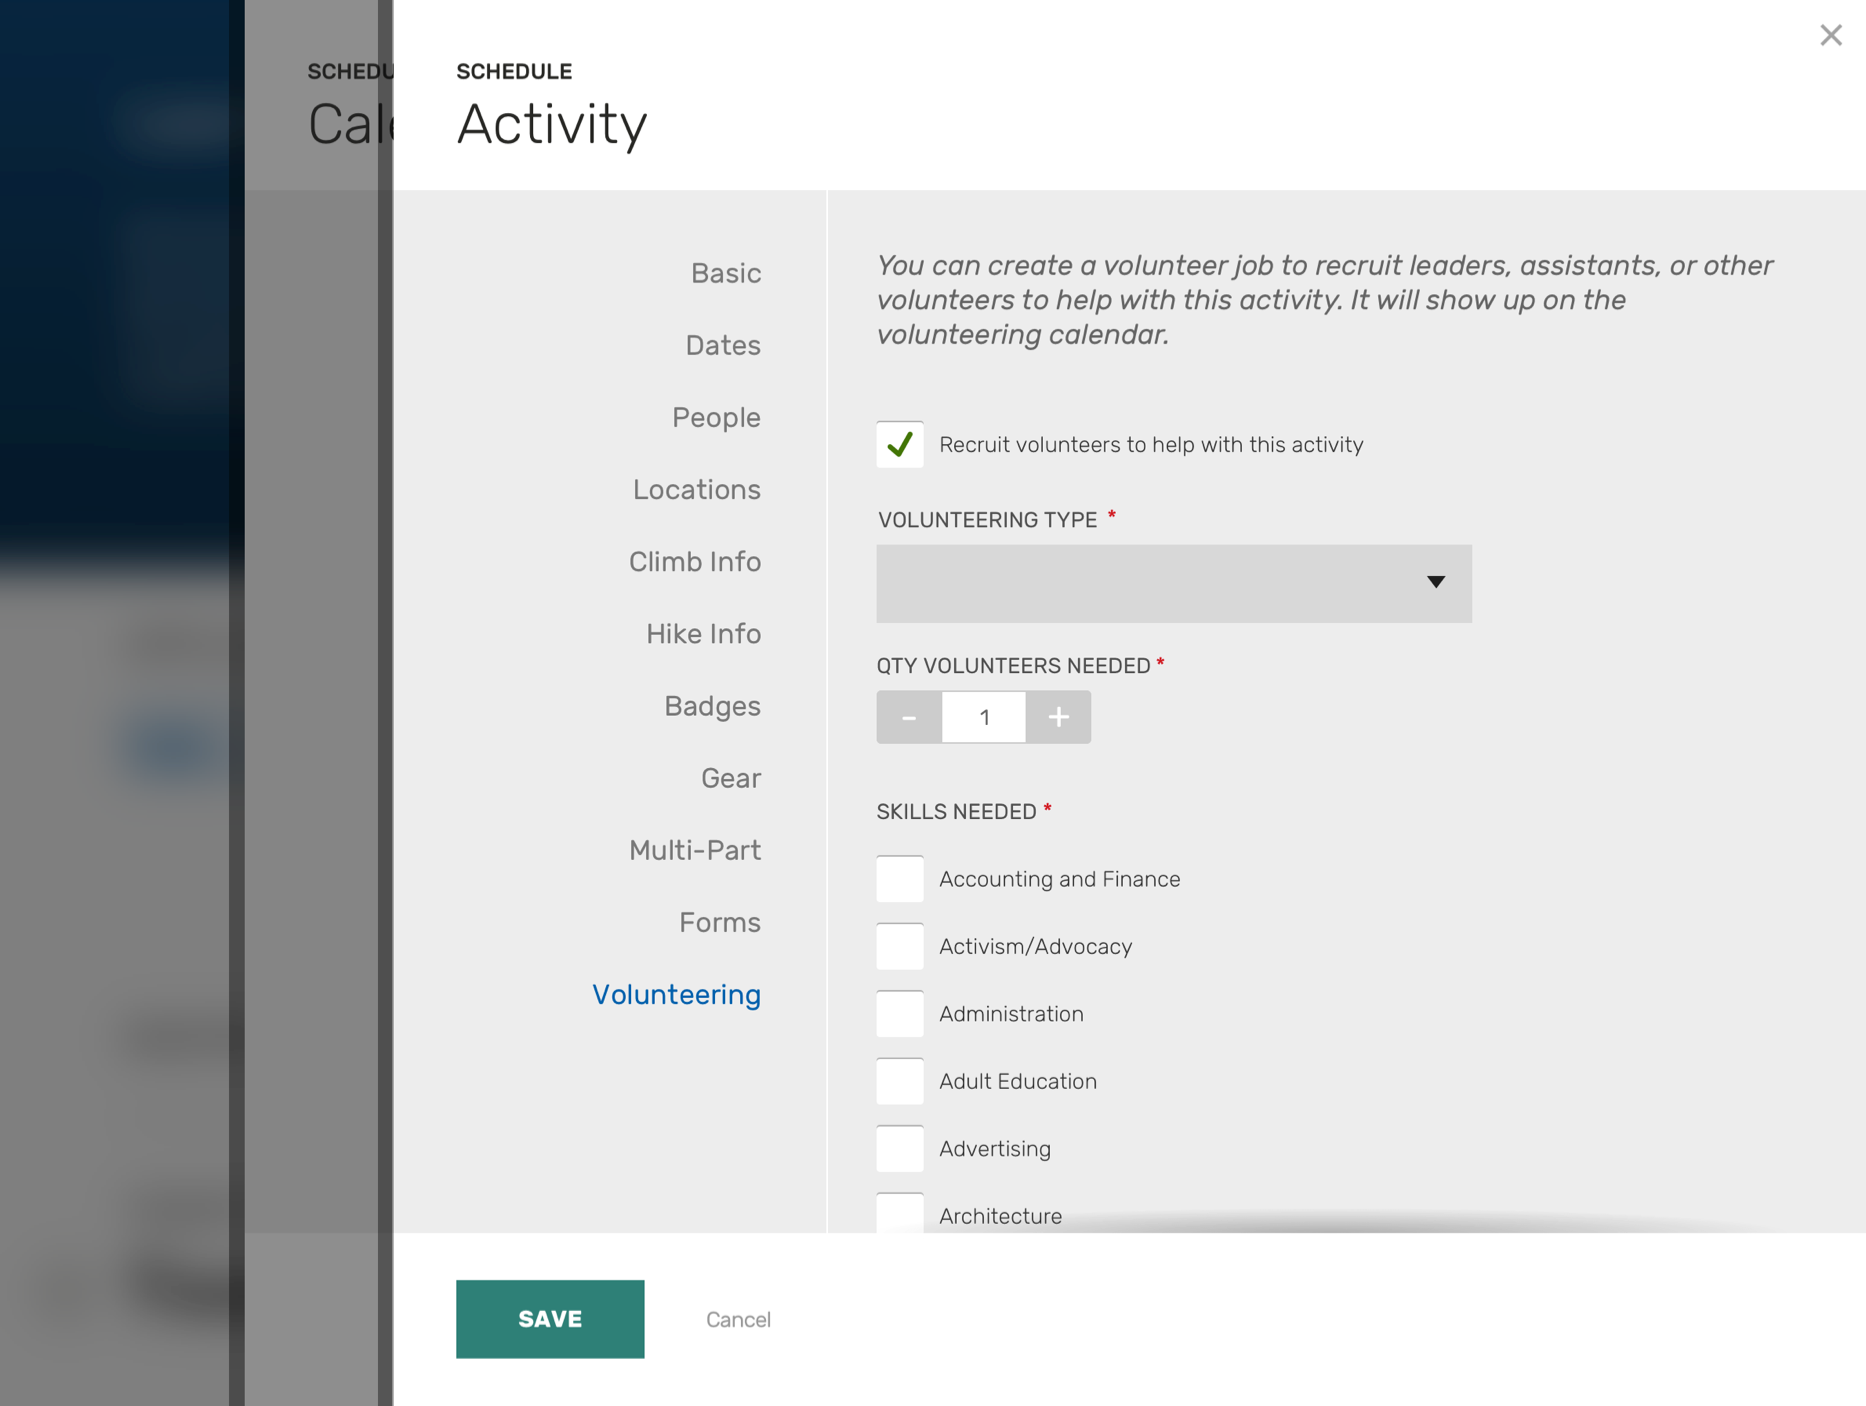 SCHEDU
Cale
SCHEDULE
Activity
Basic
Dates
People
Locations
Climb Info
Hike Info
Badges
Gear
Multi-Part
Forms
Volunteering
You can create a volunteer job to recruit leaders, assistants, or other
volunteers to help with this activity. It will show up on the
volunteering calendar.
Recruit volunteers to help with this activity
VOLUNTEERING TYPE *
QTY VOLUNTEERS NEEDED *
- 1 +
SKILLS NEEDED *
Accounting and Finance
Activism/Advocacy
Administration
Adult Education
Advertising
Architecture
SAVE
Cancel